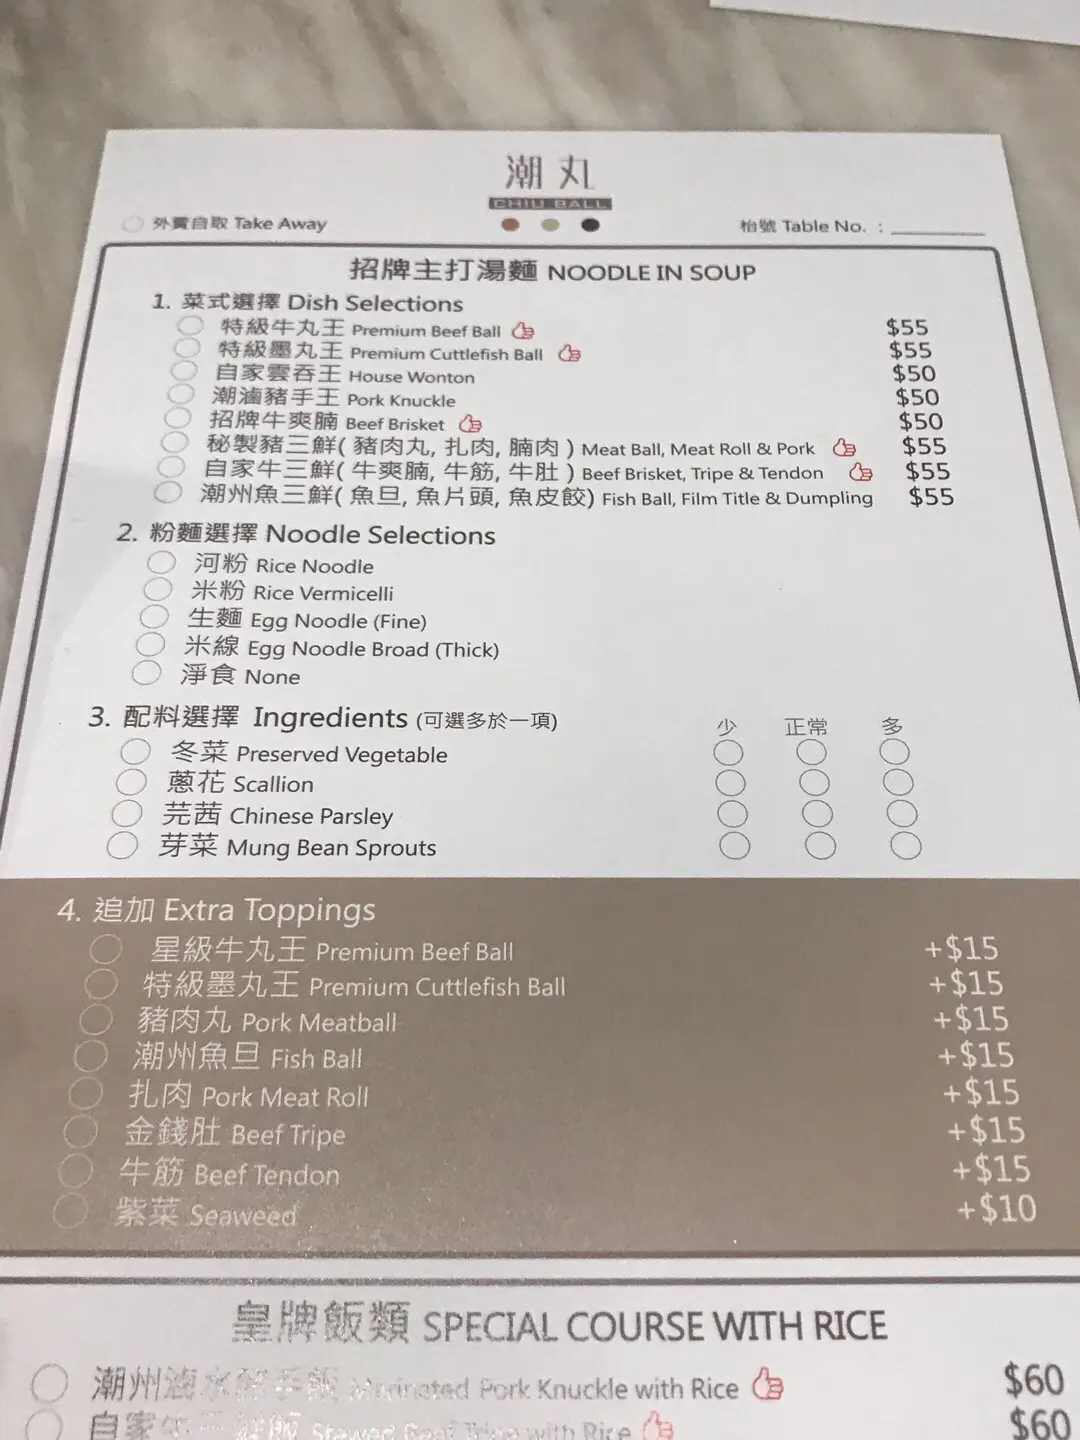 潮丸
CHIU BALL
外賣自取 Take Away
枱號 Table No. :
招牌主打湯麵 NOODLE IN SOUP
1. 菜式選擇 Dish Selections
特級牛丸王 Premium Beef Ball $55
特級墨丸王 Premium Cuttlefish Ball $55
自家雲吞王 House Wonton $50
潮滷豬手王 Pork Knuckle $50
招牌牛爽腩 Beef Brisket $50
秘製豬三鮮( 豬肉丸, 扎肉, 腩肉 ) Meat Ball, Meat Roll & Pork $55
自家牛三鮮( 牛爽腩, 牛筋, 牛肚 ) Beef Brisket, Tripe & Tendon $55
潮州魚三鮮( 魚旦, 魚片頭, 魚皮餃) Fish Ball, Film Title & Dumpling $55
2. 粉麵選擇 Noodle Selections
河粉 Rice Noodle
米粉 Rice Vermicelli
生麵 Egg Noodle (Fine)
米線 Egg Noodle Broad (Thick)
淨食 None
3. 配料選擇 Ingredients (可選多於一項) 少 正常 多
冬菜 Preserved Vegetable
蔥花 Scallion
芫茜 Chinese Parsley
芽菜 Mung Bean Sprouts
4. 追加 Extra Toppings
星級牛丸王 Premium Beef Ball +$15
特級墨丸王 Premium Cuttlefish Ball +$15
豬肉丸 Pork Meatball +$15
潮州魚旦 Fish Ball +$15
扎肉 Pork Meat Roll +$15
金錢肚 Beef Tripe +$15
牛筋 Beef Tendon +$15
紫菜 Seaweed +$10
皇牌飯類 SPECIAL COURSE WITH RICE
潮州滷水豬手飯 Marinated Pork Knuckle with Rice $60
自家牛三鮮飯 Stewed Beef Tripe with Rice $60